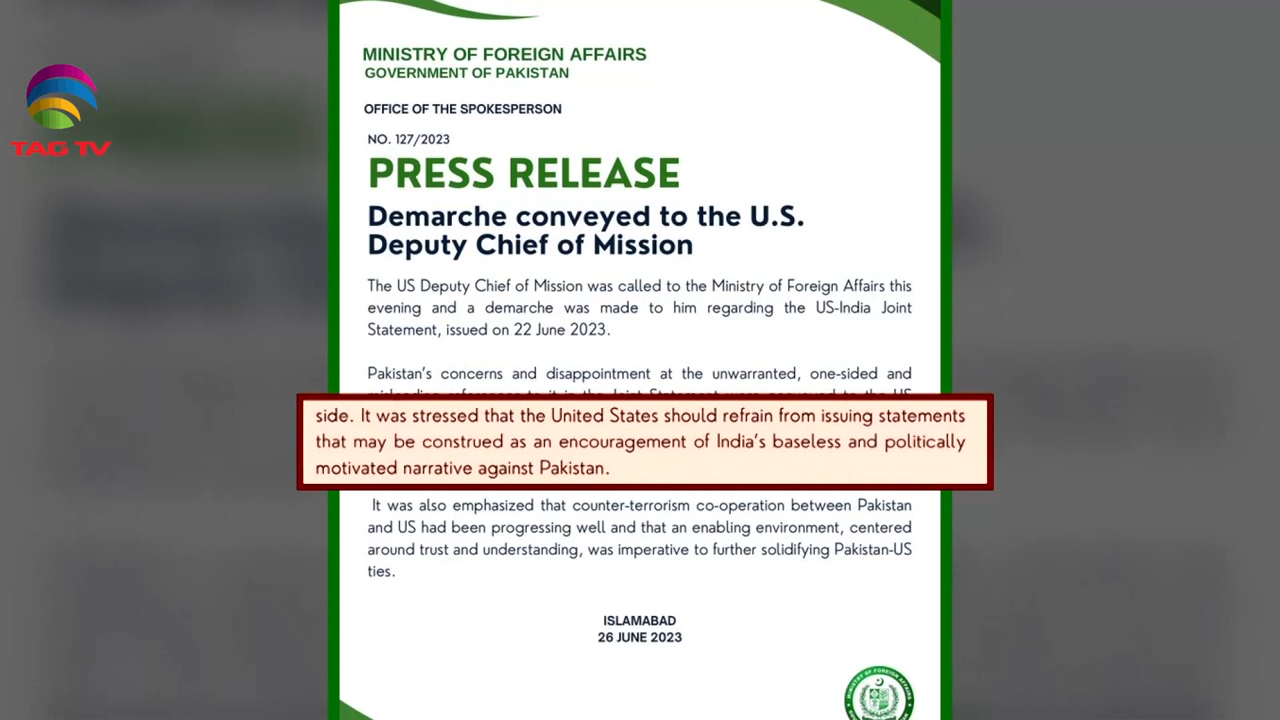 TAG TV
MINISTRY OF FOREIGN AFFAIRS
GOVERNMENT OF PAKISTAN
OFFICE OF THE SPOKESPERSON
NO. 127/2023
PRESS RELEASE
Demarche conveyed to the U.S.
Deputy Chief of Mission
The US Deputy Chief of Mission was called to the Ministry of Foreign Affairs this
evening and a demarche was made to him regarding the US-India Joint
Statement, issued on 22 June 2023.
Pakistan's concerns and disappointment at the unwarranted, one-sided and
side. It was stressed that the United States should refrain from issuing statements
that may be construed as an encouragement of India's baseless and politically
motivated narrative against Pakistan.
It was also emphasized that counter-terrorism co-operation between Pakistan
and US had been progressing well and that an enabling environment, centered
around trust and understanding, was imperative to further solidifying Pakistan-US
ties.
ISLAMABAD
26 JUNE 2023
MINISTRY OF FOREIGN AFFAIRS